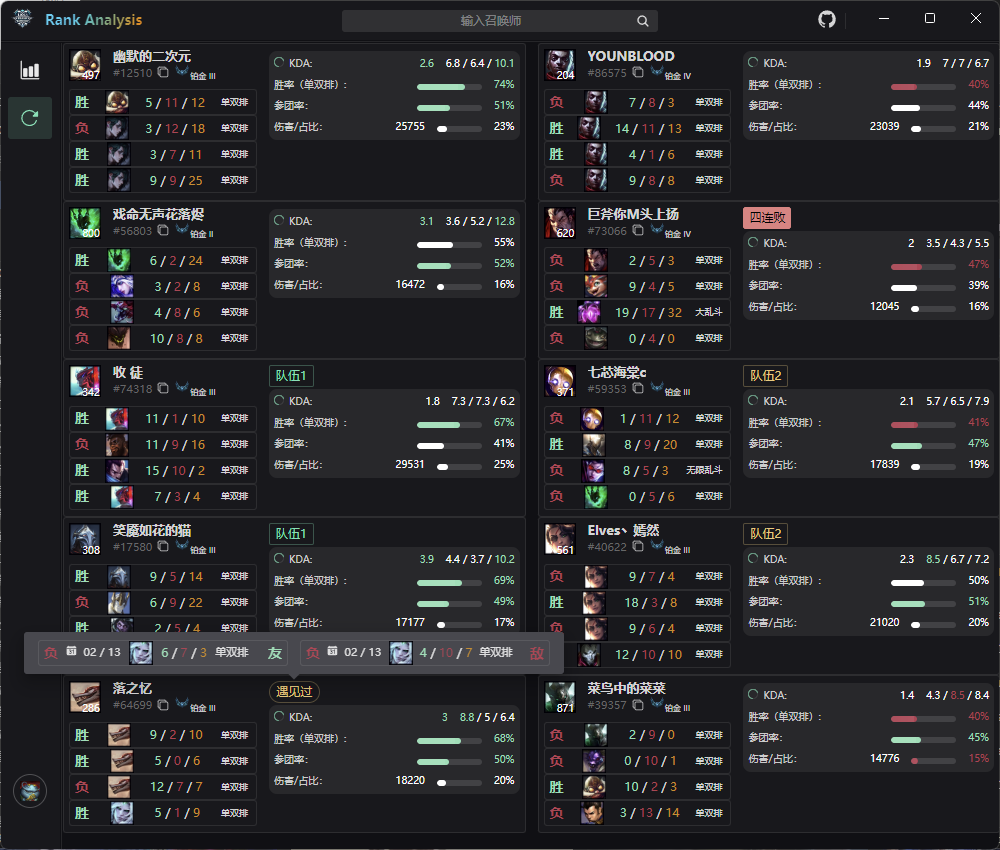 Rank Analysis
输入召唤师
幽默的二次元
#12510 铂金 III
497
胜 5 / 11 / 12 单双排
负 3 / 12 / 18 单双排
胜 3 / 7 / 11 单双排
胜 9 / 9 / 25 单双排
KDA: 2.6 6.8 / 6.4 / 10.1
胜率（单双排）: 74%
参团率: 51%
伤害/占比: 25755 23%
YOUNBLOOD
#86575 铂金 IV
204
负 7 / 8 / 3 单双排
胜 14 / 11 / 13 单双排
胜 4 / 1 / 6 单双排
负 9 / 8 / 8 单双排
KDA: 1.9 7 / 7 / 6.7
胜率（单双排）: 40%
参团率: 44%
伤害/占比: 23039 21%
戏命无声花落烬
#56803 铂金 II
800
胜 6 / 2 / 24 单双排
负 3 / 2 / 8 单双排
负 4 / 8 / 6 单双排
负 10 / 8 / 8 单双排
KDA: 3.1 3.6 / 5.2 / 12.8
胜率（单双排）: 55%
参团率: 52%
伤害/占比: 16472 16%
巨斧你M头上扬
#73066 铂金 IV
620
负 2 / 5 / 3 单双排
负 9 / 4 / 5 单双排
胜 19 / 17 / 32 大乱斗
负 0 / 4 / 0 单双排
四连败
KDA: 2 3.5 / 4.3 / 5.5
胜率（单双排）: 47%
参团率: 39%
伤害/占比: 12045 16%
收 徒
#74318 铂金 III
342
胜 11 / 1 / 10 单双排
负 11 / 9 / 16 单双排
胜 15 / 10 / 2 单双排
胜 7 / 3 / 4 单双排
队伍1
KDA: 1.8 7.3 / 7.3 / 6.2
胜率（单双排）: 67%
参团率: 41%
伤害/占比: 29531 25%
七芯海棠c
#59353 铂金 III
371
负 1 / 11 / 12 单双排
胜 8 / 9 / 20 单双排
负 8 / 5 / 3 无限乱斗
负 0 / 5 / 6 单双排
队伍2
KDA: 2.1 5.7 / 6.5 / 7.9
胜率（单双排）: 41%
参团率: 47%
伤害/占比: 17839 19%
笑魇如花的猫
#17580 铂金 III
308
胜 9 / 5 / 14 单双排
负 6 / 9 / 22 单双排
胜 2 / 5 / 4 单双排
队伍1
KDA: 3.9 4.4 / 3.7 / 10.2
胜率（单双排）: 69%
参团率: 49%
伤害/占比: 17177 17%
Elves丶嫣然
#40622 铂金 III
561
负 9 / 7 / 4 单双排
胜 18 / 3 / 8 单双排
负 9 / 6 / 4 单双排
12 / 10 / 10 单双排
队伍2
KDA: 2.3 8.5 / 6.7 / 7.2
胜率（单双排）: 50%
参团率: 51%
伤害/占比: 21020 20%
负 02 / 13 6 / 7 / 3 单双排 友
负 02 / 13 4 / 10 / 7 单双排 敌
落之忆
#64699 铂金 III
286
胜 9 / 2 / 10 单双排
胜 5 / 0 / 6 单双排
负 12 / 7 / 7 单双排
胜 5 / 1 / 9 单双排
遇见过
KDA: 3 8.8 / 5 / 6.4
胜率（单双排）: 68%
参团率: 50%
伤害/占比: 18220 20%
菜鸟中的菜菜
#39357 铂金 III
871
负 2 / 9 / 0 单双排
负 0 / 10 / 1 单双排
胜 10 / 2 / 3 单双排
负 3 / 13 / 14 单双排
KDA: 1.4 4.3 / 8.5 / 8.4
胜率（单双排）: 40%
参团率: 45%
伤害/占比: 14776 15%